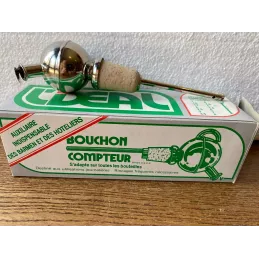 IDEAL
AUXILIAIRE
INDISPENSABLE
DES BARMEN ET DES HOTELIERS
BOUCHON
COMPTEUR
S'adapte sur toutes les bouteilles